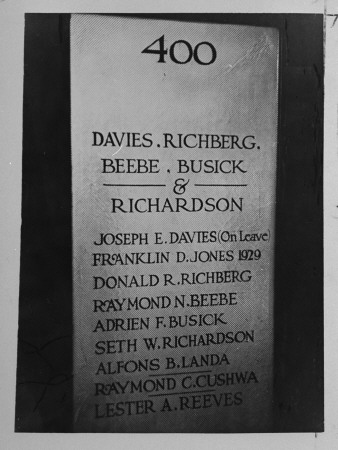 400
DAVIES, RICHBERG,
BEEBE, BUSICK
&
RICHARDSON
JOSEPH E. DAVIES (On Leave)
FRANKLIN D. JONES 1929
DONALD R. RICHBERG
RAYMOND N. BEEBE
ADRIEN F. BUSICK
SETH W. RICHARDSON
ALFONS B. LANDA
RAYMOND C. CUSHWA
LESTER A. REEVES